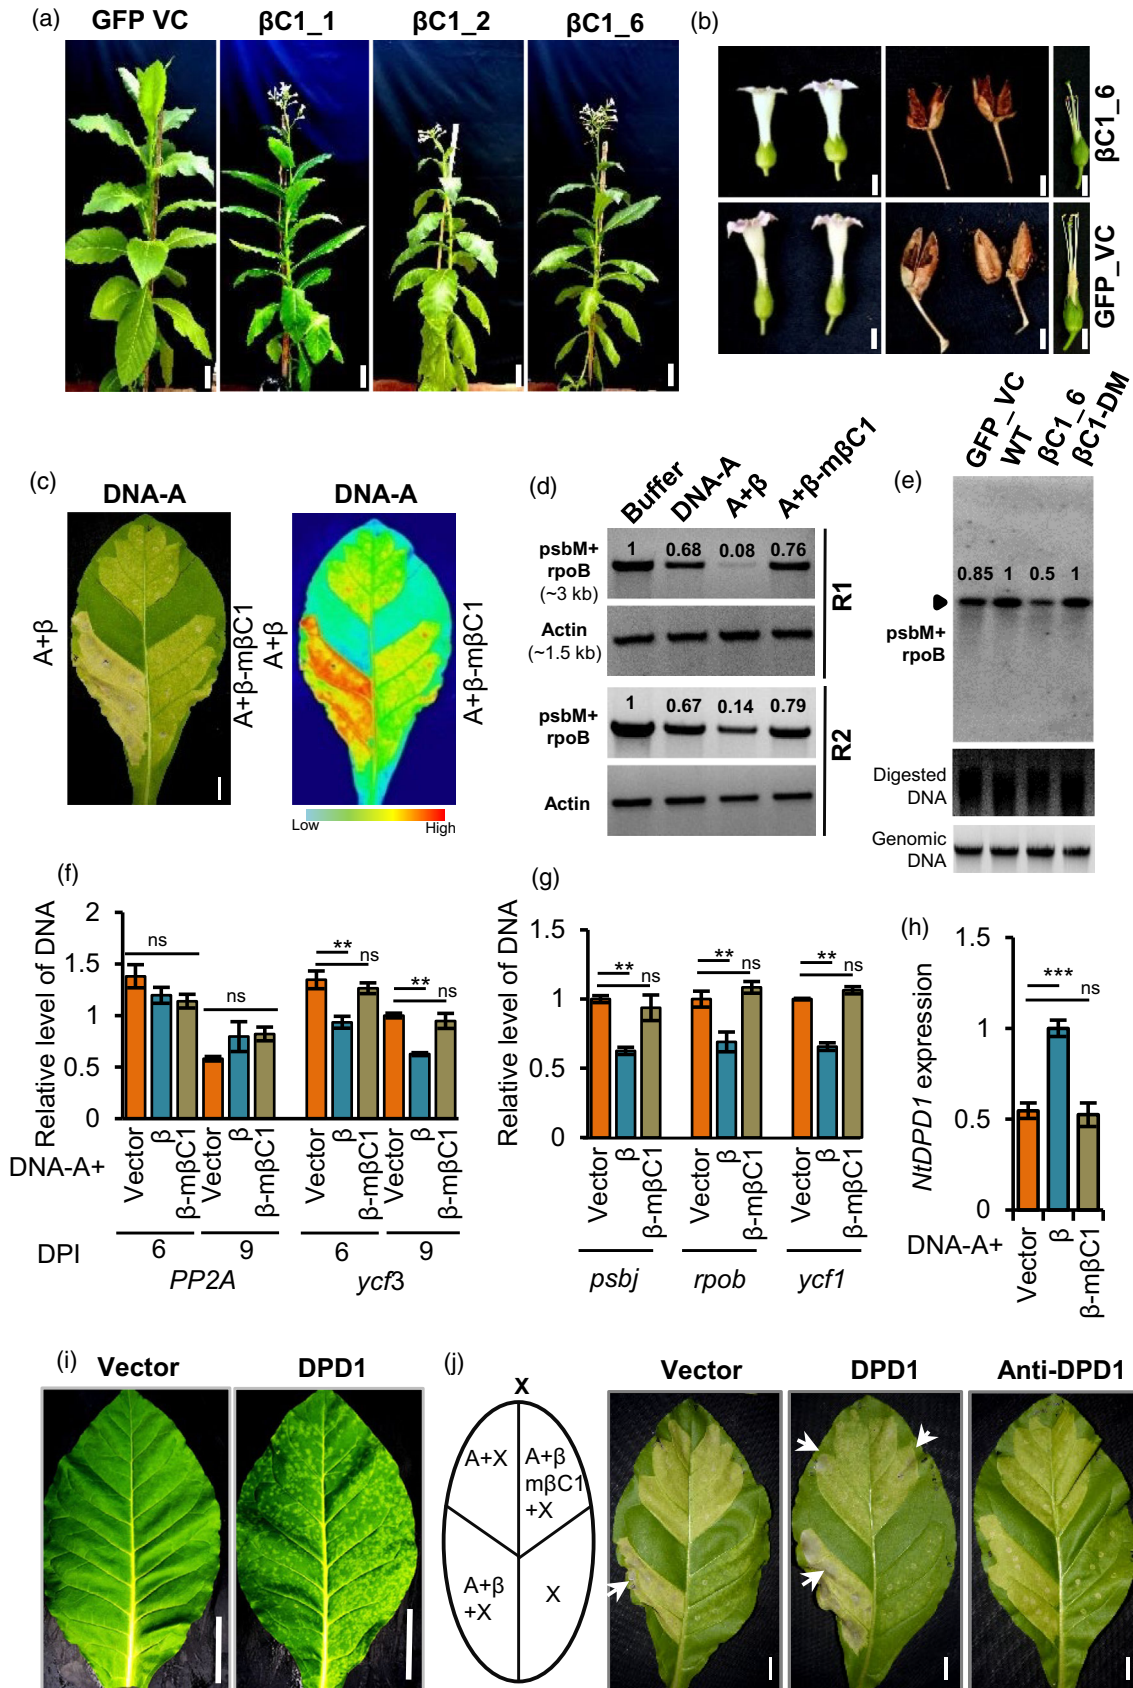 (a)
GFP VC βC1_1 βC1_2 βC1_6
(b)
βC1_6
GFP_VC
(c)
DNA-A DNA-A
A+β
A+β-mβC1
A+β
A+β-mβC1
Low High
(d)
Buffer DNA-A A+β A+β-mβC1
psbM+
rpoB
(~3 kb)
1 0.68 0.08 0.76
Actin
(~1.5 kb)
R1
psbM+
rpoB
1 0.67 0.14 0.79
Actin
R2
(e)
GFP_VC WT βC1_6 βC1-DM
0.85 1 0.5 1
psbM+
rpoB
Digested
DNA
Genomic
DNA
(f)
Relative level of DNA
2
1.5
1
0.5
0
ns ns ** ns ** ns
DNA-A+
Vector β β-mβC1 Vector β β-mβC1 Vector β β-mβC1 Vector β β-mβC1
DPI 6 9 6 9
PP2A ycf3
(g)
Relative level of DNA
1.5
1
0.5
0
** ns ** ns ** ns
Vector β β-mβC1 Vector β β-mβC1 Vector β β-mβC1
psbj rpob ycf1
(h)
NtDPD1 expression
1.5
1
0.5
0
*** ns
DNA-A+
Vector β β-mβC1
(i)
Vector DPD1
(j)
X
A+X
A+β
mβC1
+X
A+β
+X
X
Vector DPD1 Anti-DPD1